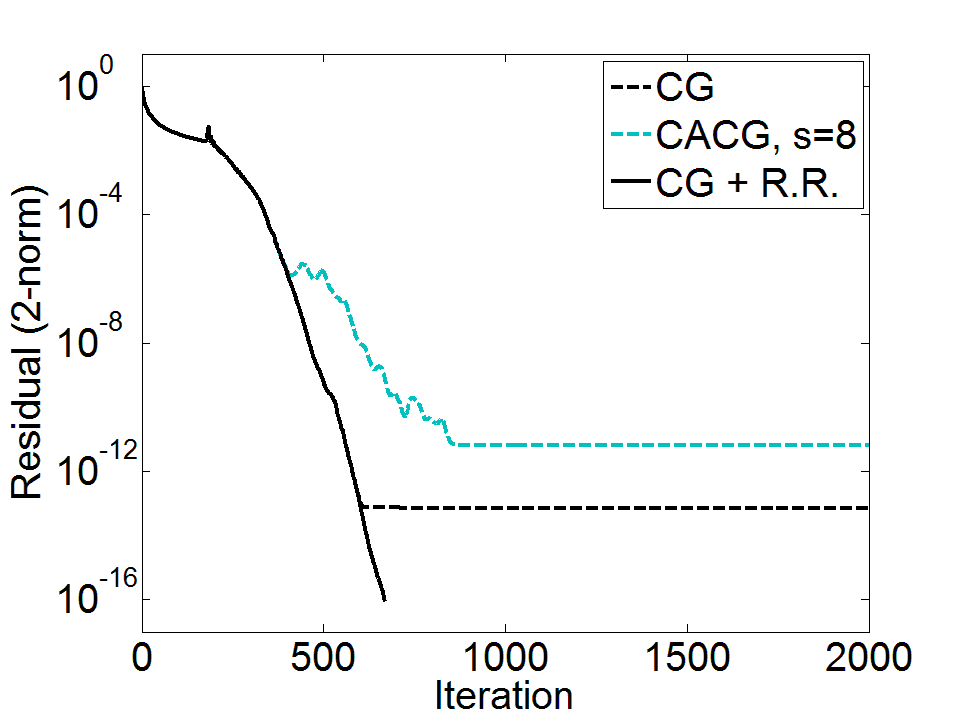 CG
CACG, s=8
CG + R.R.
10^0
10^-4
10^-8
10^-12
10^-16
Residual (2-norm)
0 500 1000 1500 2000
Iteration